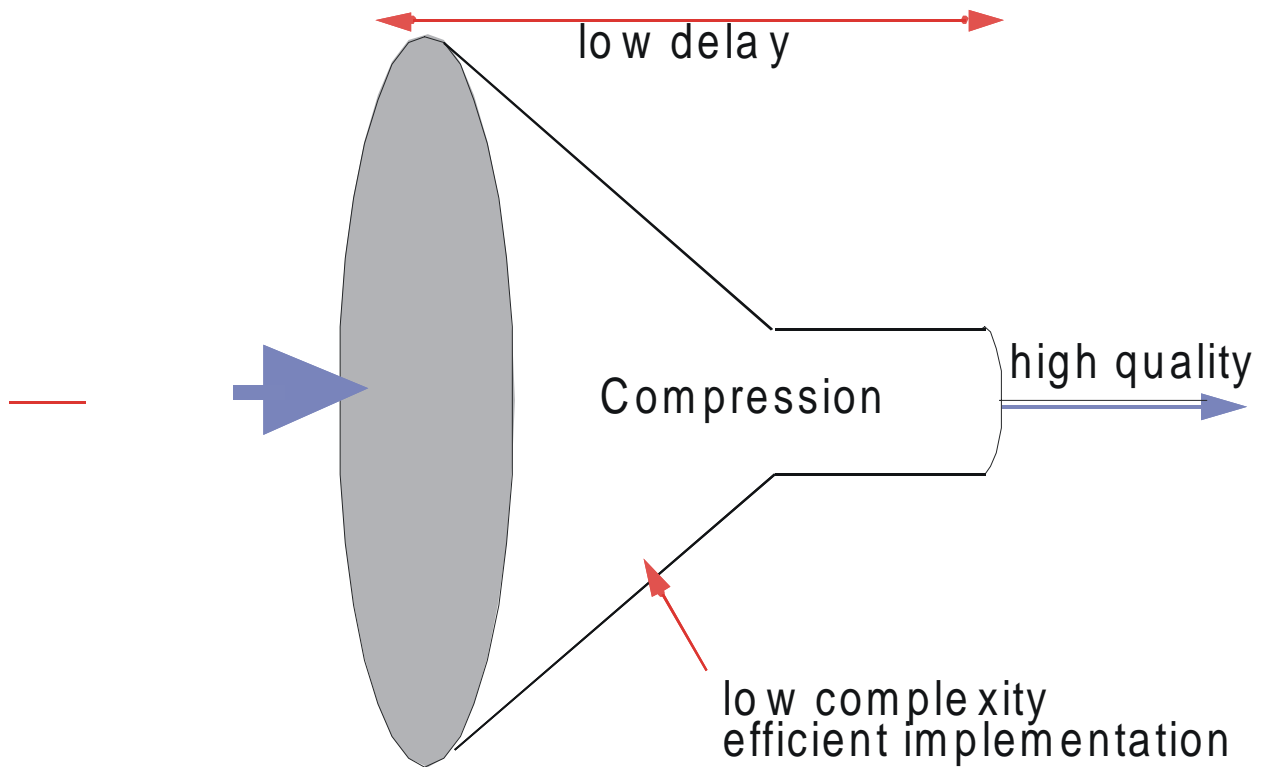 low delay
high quality
Compression
low complexity
efficient implementation